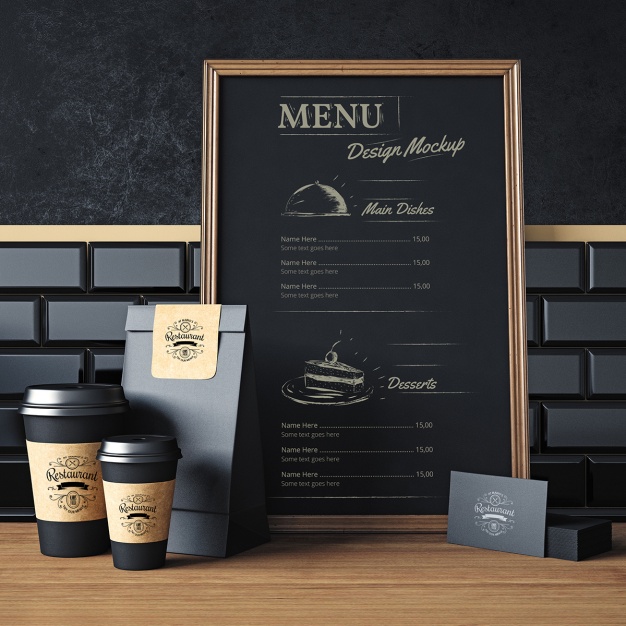 MENU
Design Mockup
Main Dishes
Name Here ........................................ 15,00
Some text goes here
Name Here ........................................ 15,00
Some text goes here
Name Here ........................................ 15,00
Some text goes here
Desserts
Name Here ........................................ 15,00
Some text goes here
Name Here ........................................ 15,00
Some text goes here
Name Here ........................................ 15,00
Some text goes here
Restaurant
Restaurant
Restaurant
Restaurant